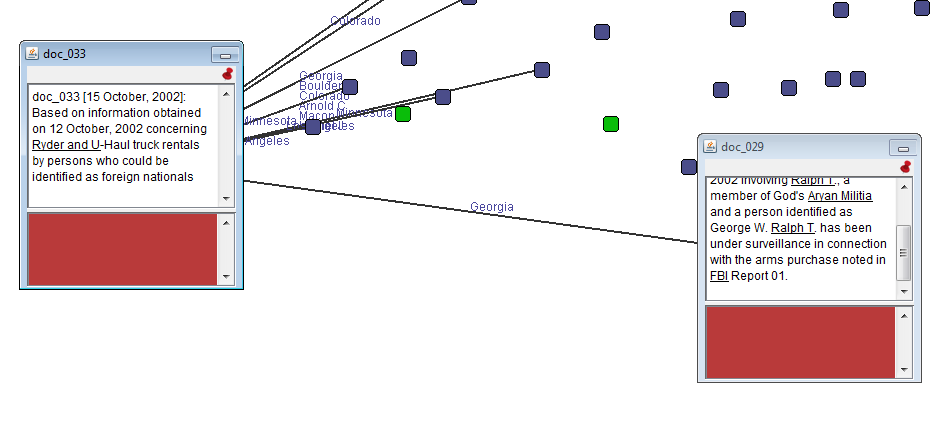 Colorado
doc_033
Georgia
Boulder
Colorado
Arnold C.
Macon
Minnesota
Minnesota
Angeles
doc_033 [15 October, 2002]:
Based on information obtained
on 12 October, 2002 concerning
Ryder and U-Haul truck rentals
by persons who could be
identified as foreign nationals
Georgia
doc_029
2002 involving Ralph T., a
member of God's Aryan Militia
and a person identified as
George W. Ralph T. has been
under surveillance in connection
with the arms purchase noted in
FBI Report 01.